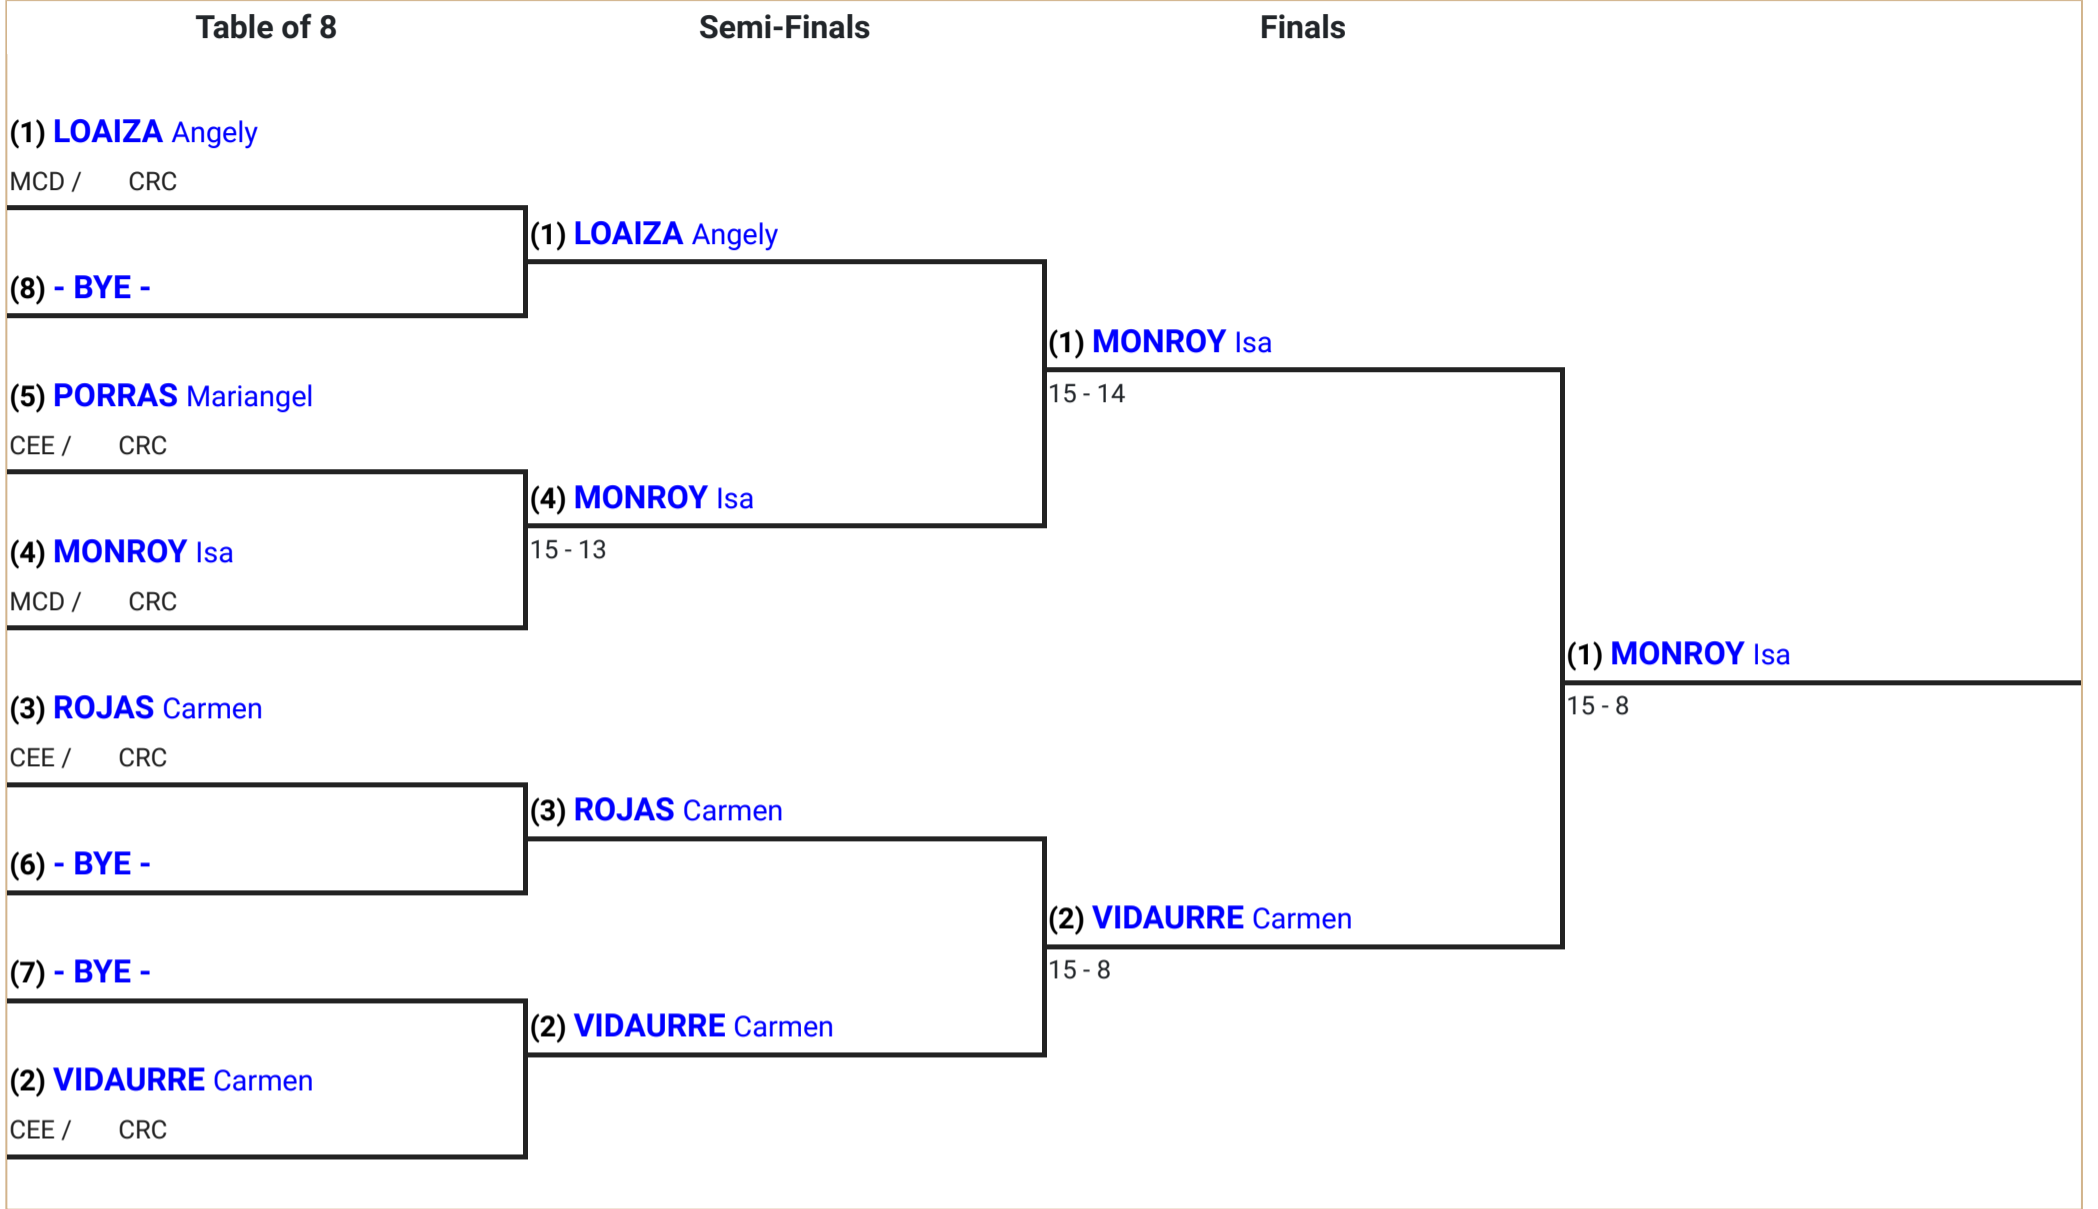 Table of 8
Semi-Finals
Finals
(1) LOAIZA Angely
MCD / CRC
(8) - BYE -
(5) PORRAS Mariangel
CEE / CRC
(4) MONROY Isa
MCD / CRC
(3) ROJAS Carmen
CEE / CRC
(6) - BYE -
(7) - BYE -
(2) VIDAURRE Carmen
CEE / CRC
(1) LOAIZA Angely
(4) MONROY Isa
15 - 13
(3) ROJAS Carmen
(2) VIDAURRE Carmen
(1) MONROY Isa
15 - 14
(2) VIDAURRE Carmen
15 - 8
(1) MONROY Isa
15 - 8